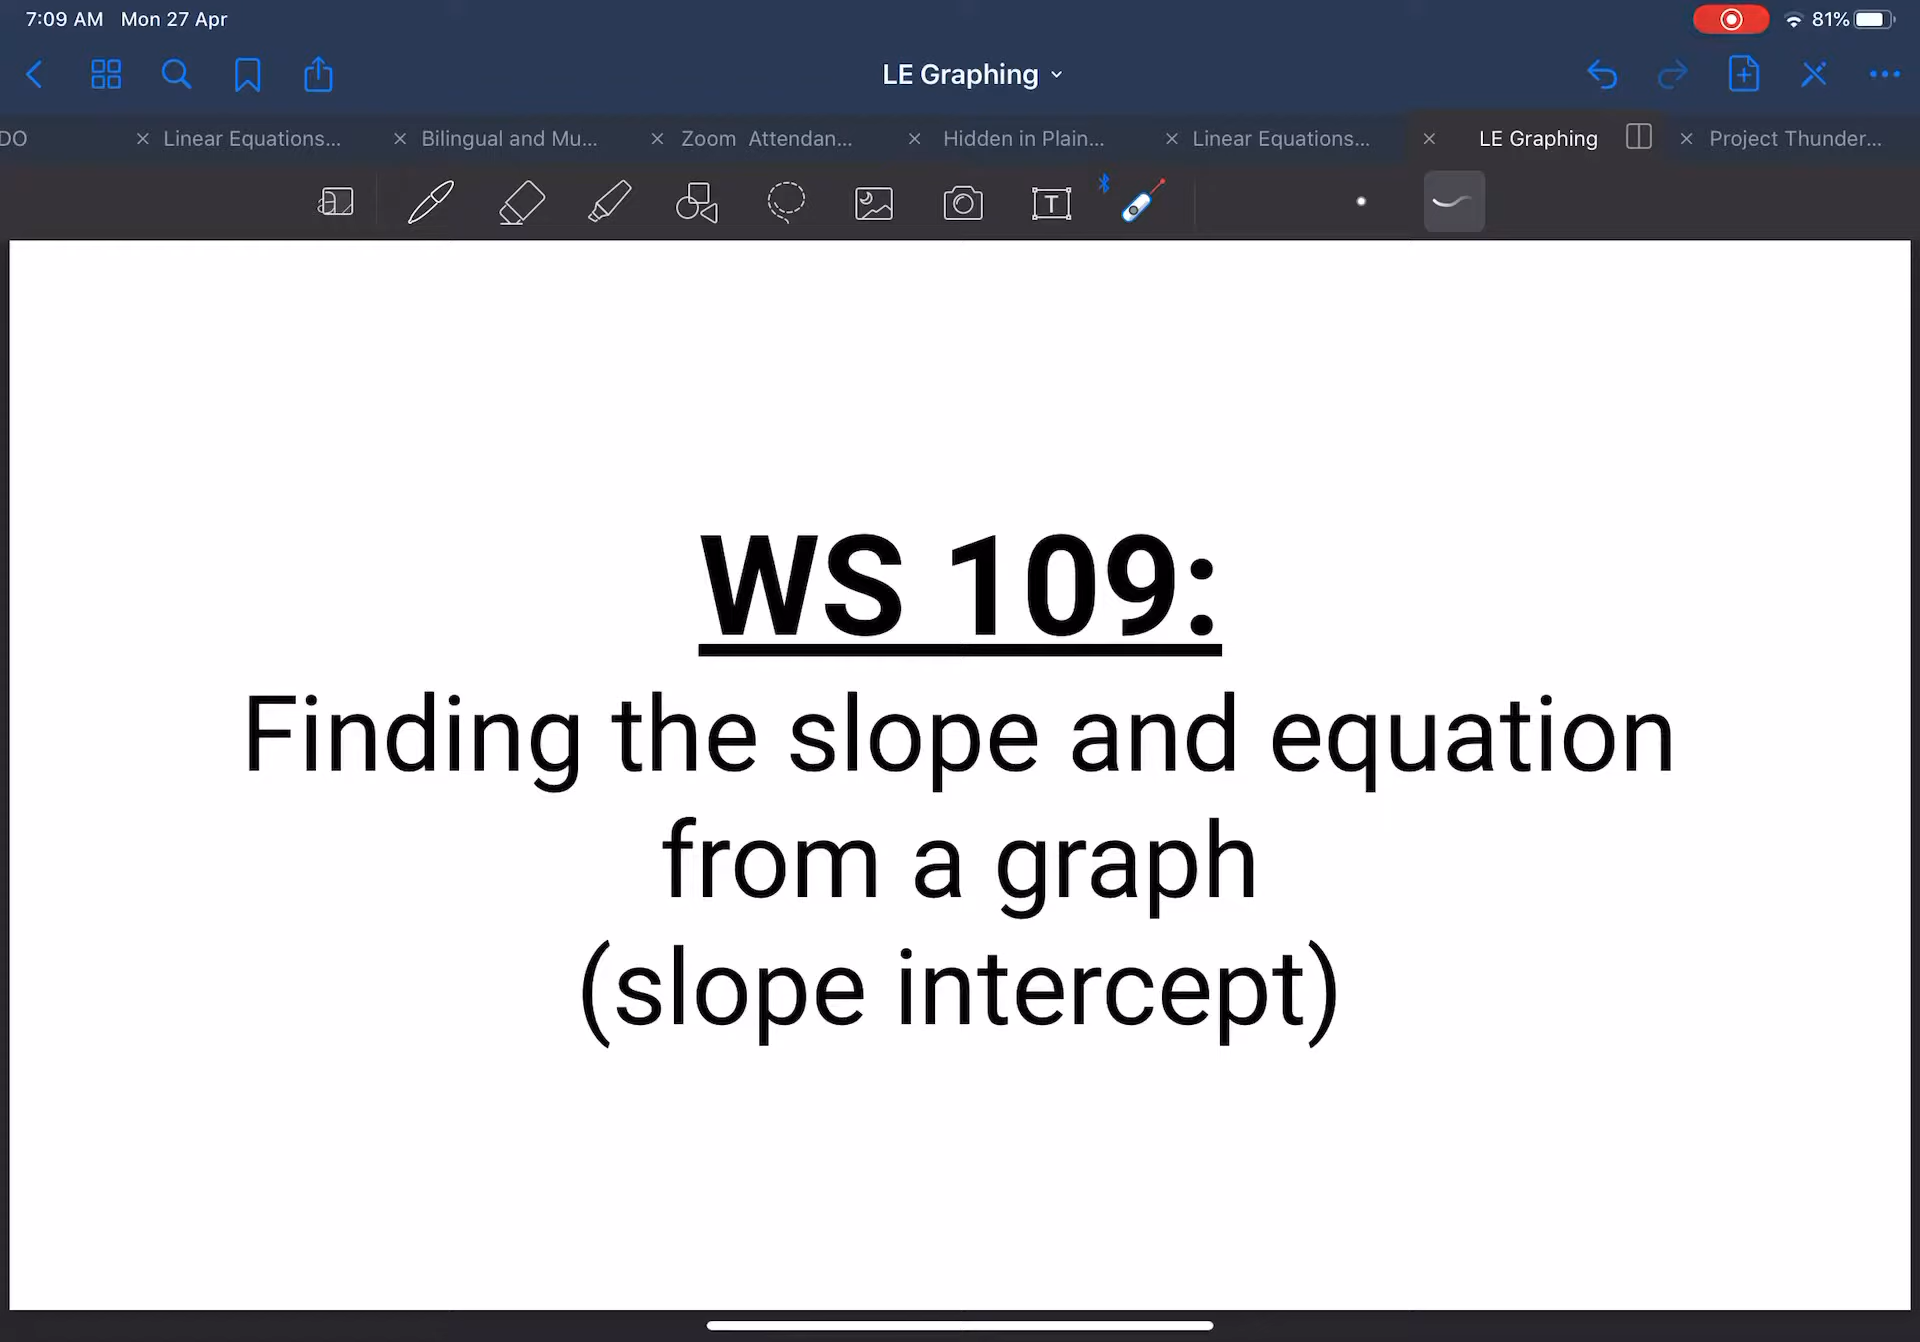 7:09 AM Mon 27 Apr
81%
LE Graphing
DO
Linear Equations...
Bilingual and Mu...
Zoom Attendan...
Hidden in Plain...
Linear Equations...
LE Graphing
Project Thunder...
WS 109:
Finding the slope and equation
from a graph
(slope intercept)